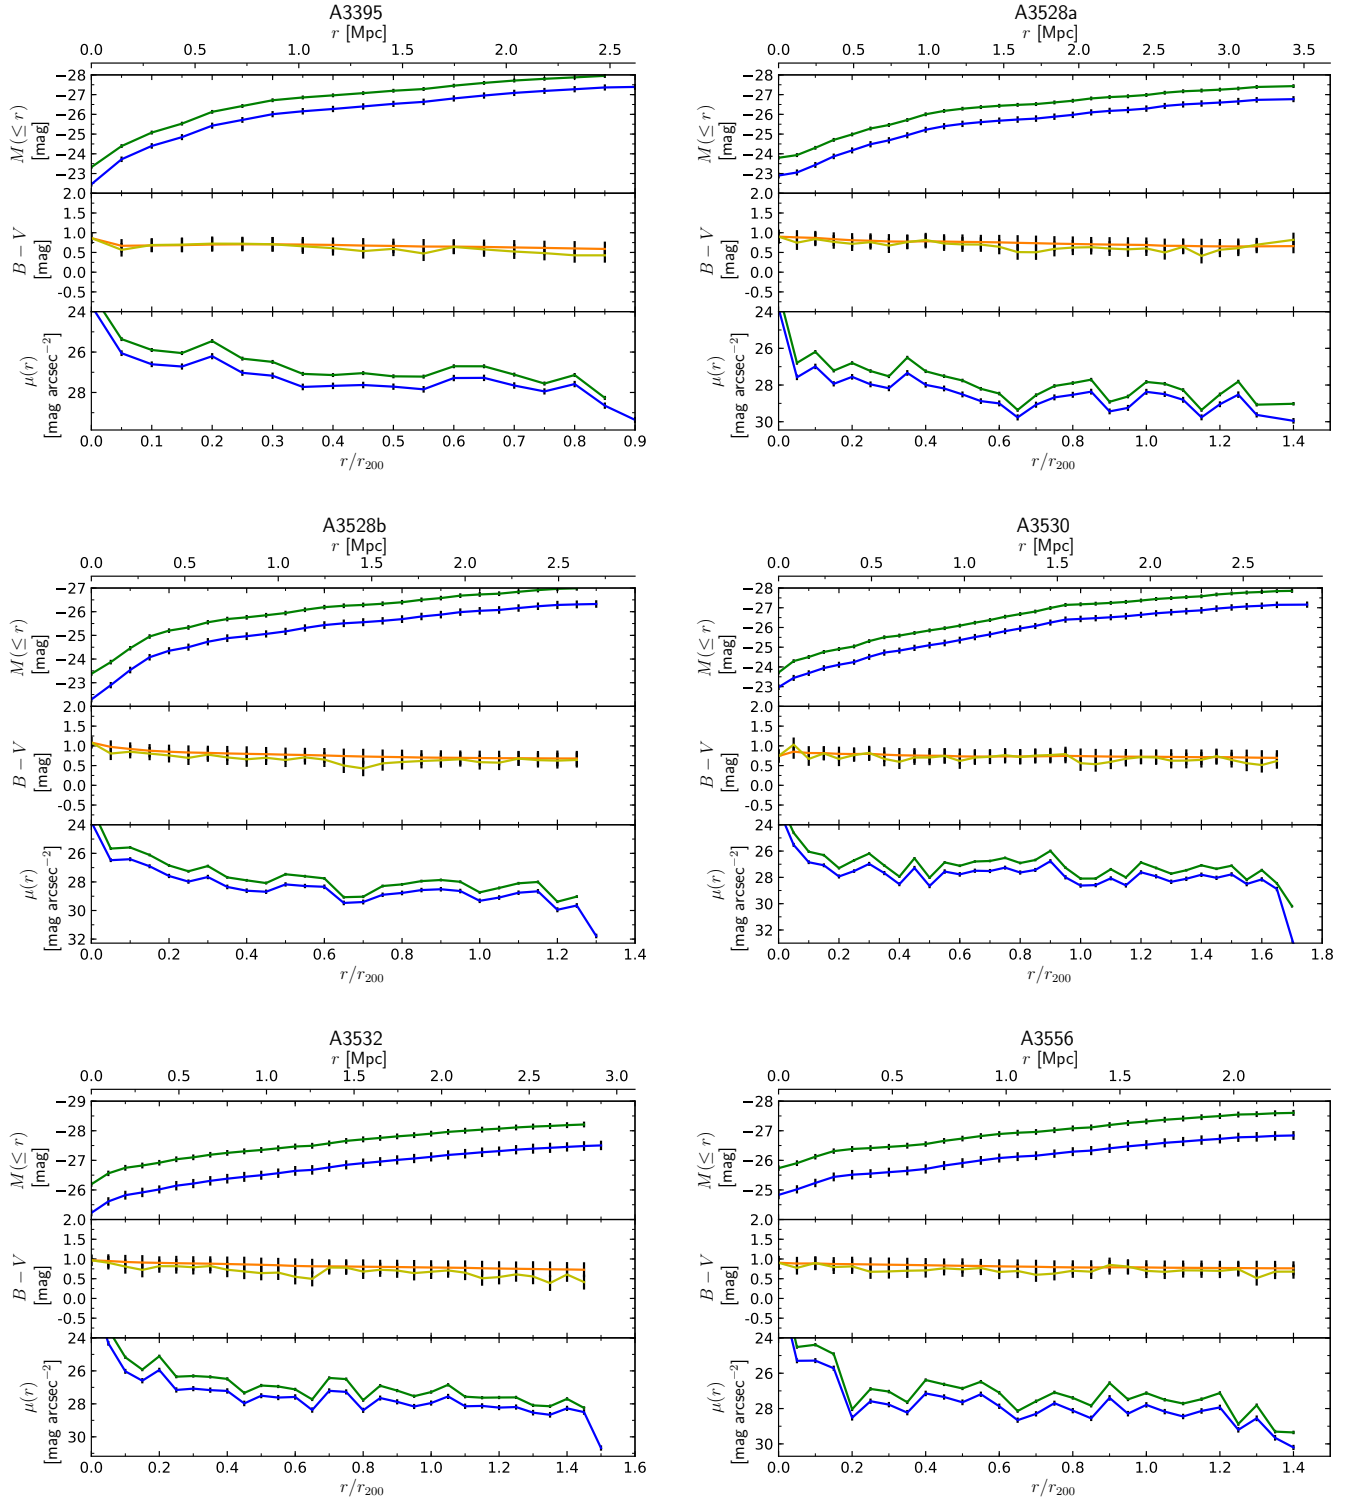 A3395
r [Mpc]
0.0 0.5 1.0 1.5 2.0 2.5
M(≤ r)
[mag]
−28
−27
−26
−25
−24
−23
B − V
[mag]
2.0
1.5
1.0
0.5
0.0
-0.5
μ(r)
[mag arcsec−2]
24
26
28
0.0 0.1 0.2 0.3 0.4 0.5 0.6 0.7 0.8 0.9
r/r200
A3528a
r [Mpc]
0.0 0.5 1.0 1.5 2.0 2.5 3.0 3.5
M(≤ r)
[mag]
−28
−27
−26
−25
−24
−23
B − V
[mag]
2.0
1.5
1.0
0.5
0.0
-0.5
μ(r)
[mag arcsec−2]
24
26
28
30
0.0 0.2 0.4 0.6 0.8 1.0 1.2 1.4
r/r200
A3528b
r [Mpc]
0.0 0.5 1.0 1.5 2.0 2.5
M(≤ r)
[mag]
−27
−26
−25
−24
−23
B − V
[mag]
2.0
1.5
1.0
0.5
0.0
-0.5
μ(r)
[mag arcsec−2]
24
26
28
30
32
0.0 0.2 0.4 0.6 0.8 1.0 1.2 1.4
r/r200
A3530
r [Mpc]
0.0 0.5 1.0 1.5 2.0 2.5
M(≤ r)
[mag]
−28
−27
−26
−25
−24
−23
B − V
[mag]
2.0
1.5
1.0
0.5
0.0
-0.5
μ(r)
[mag arcsec−2]
24
26
28
30
32
0.0 0.2 0.4 0.6 0.8 1.0 1.2 1.4 1.6 1.8
r/r200
A3532
r [Mpc]
0.0 0.5 1.0 1.5 2.0 2.5 3.0
M(≤ r)
[mag]
−29
−28
−27
−26
B − V
[mag]
2.0
1.5
1.0
0.5
0.0
-0.5
μ(r)
[mag arcsec−2]
24
26
28
30
0.0 0.2 0.4 0.6 0.8 1.0 1.2 1.4 1.6
r/r200
A3556
r [Mpc]
0.0 0.5 1.0 1.5 2.0
M(≤ r)
[mag]
−28
−27
−26
−25
B − V
[mag]
2.0
1.5
1.0
0.5
0.0
-0.5
μ(r)
[mag arcsec−2]
24
26
28
30
0.0 0.2 0.4 0.6 0.8 1.0 1.2 1.4
r/r200